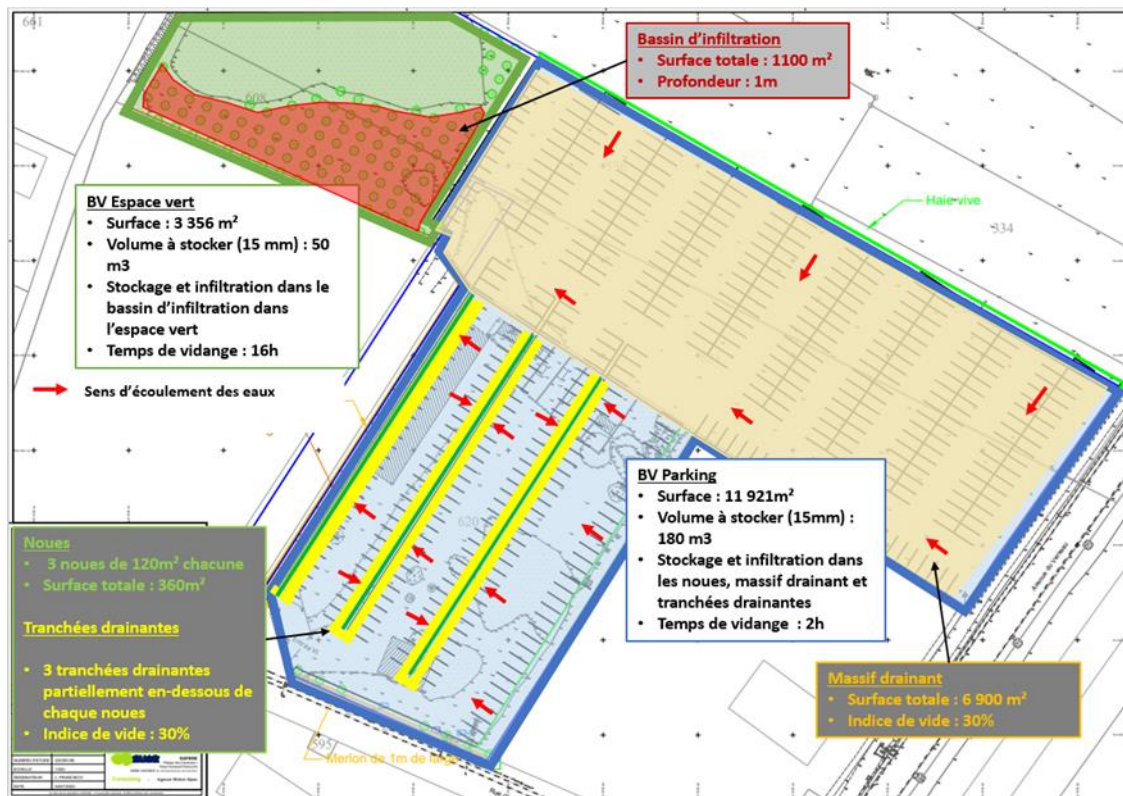 661
Bassin d'infiltration
• Surface totale : 1100 m²
• Profondeur : 1m
608
BV Espace vert
• Surface : 3 356 m²
• Volume à stocker (15 mm) : 50
m3
• Stockage et infiltration dans le
bassin d'infiltration dans
l'espace vert
• Temps de vidange : 16h
Haie vive
334
Sens d'écoulement des eaux
BV Parking
• Surface : 11 921m²
• Volume à stocker (15mm) :
180 m3
• Stockage et infiltration dans
les noues, massif drainant et
tranchées drainantes
• Temps de vidange : 2h
620
Noues
• 3 noues de 120m² chacune
• Surface totale : 360m²
Tranchées drainantes
• 3 tranchées drainantes
partiellement en-dessous de
chaque noues
• Indice de vide : 30%
Massif drainant
• Surface totale : 6 900 m²
• Indice de vide : 30%
595
Merlon de 1m de large